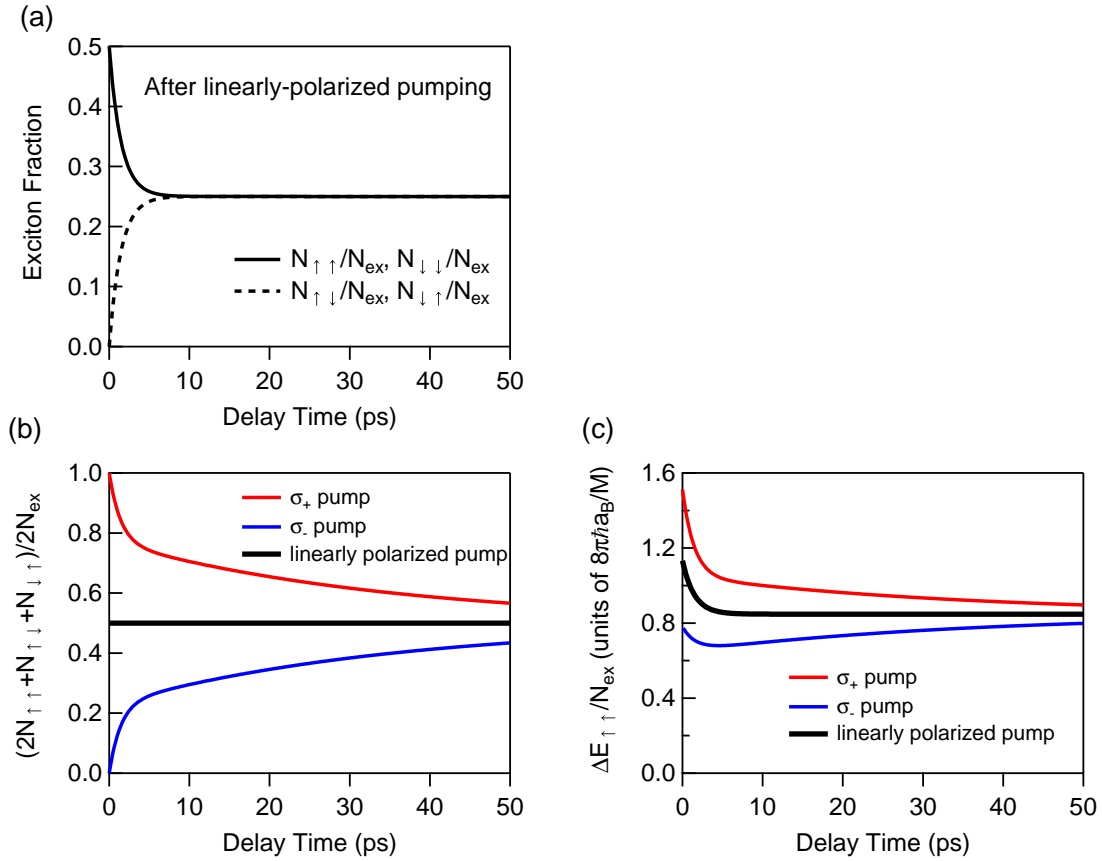 (a)
0.5
0.4
0.3
0.2
0.1
0.0
Exciton Fraction
After linearly-polarized pumping
N↑↑/Nex, N↓↓/Nex
N↑↓/Nex, N↓↑/Nex
0 10 20 30 40 50
Delay Time (ps)
(b)
1.0
0.8
0.6
0.4
0.2
0.0
(2N↑↑+N↑↓+N↓↑)/2Nex
σ+ pump
σ- pump
linearly polarized pump
0 10 20 30 40 50
Delay Time (ps)
(c)
1.6
1.2
0.8
0.4
0.0
ΔE↑↑/Nex (units of 8πℏaB/M)
σ+ pump
σ- pump
linearly polarized pump
0 10 20 30 40 50
Delay Time (ps)